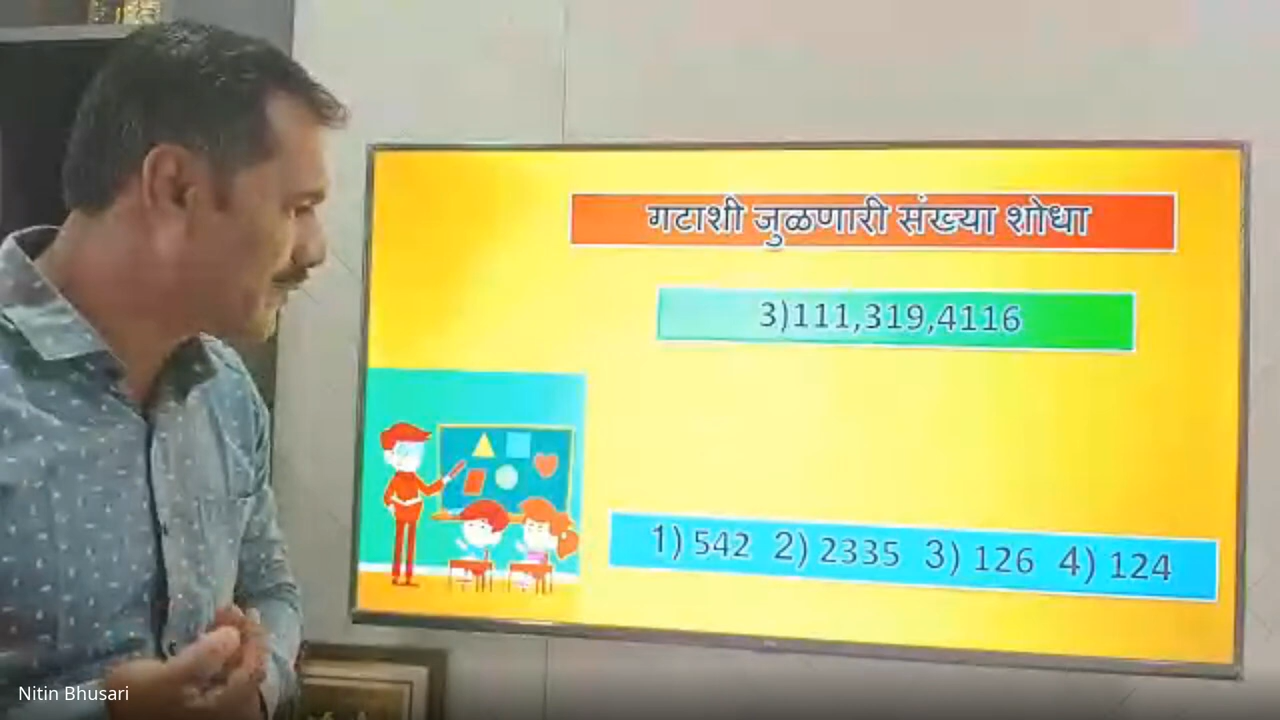 गटाशी जुळणारी संख्या शोधा
3)111,319,4116
1) 542 2) 2335 3) 126 4) 124
Nitin Bhusari